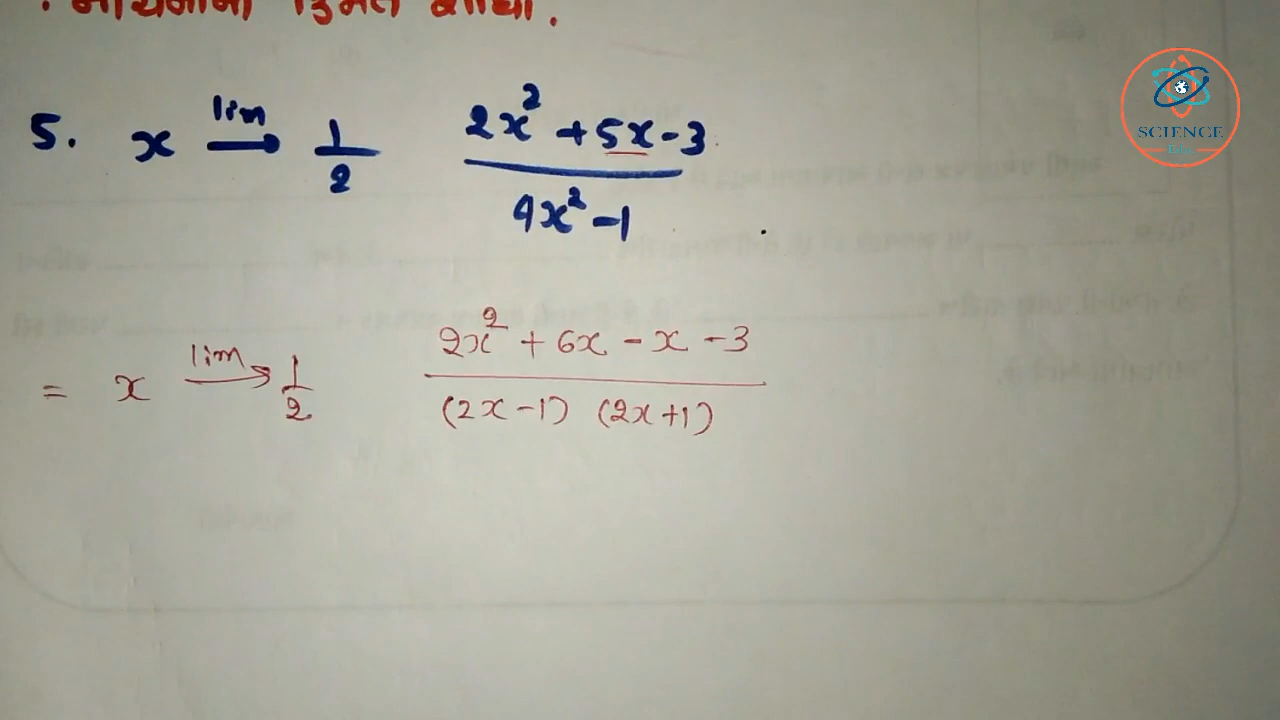 કિંમત શોધો.
SCIENCE
5. x lim→ 1/2 2x² + 5x - 3 / 4x² - 1
= x lim→ 1/2 2x² + 6x - x - 3 / (2x - 1) (2x + 1)